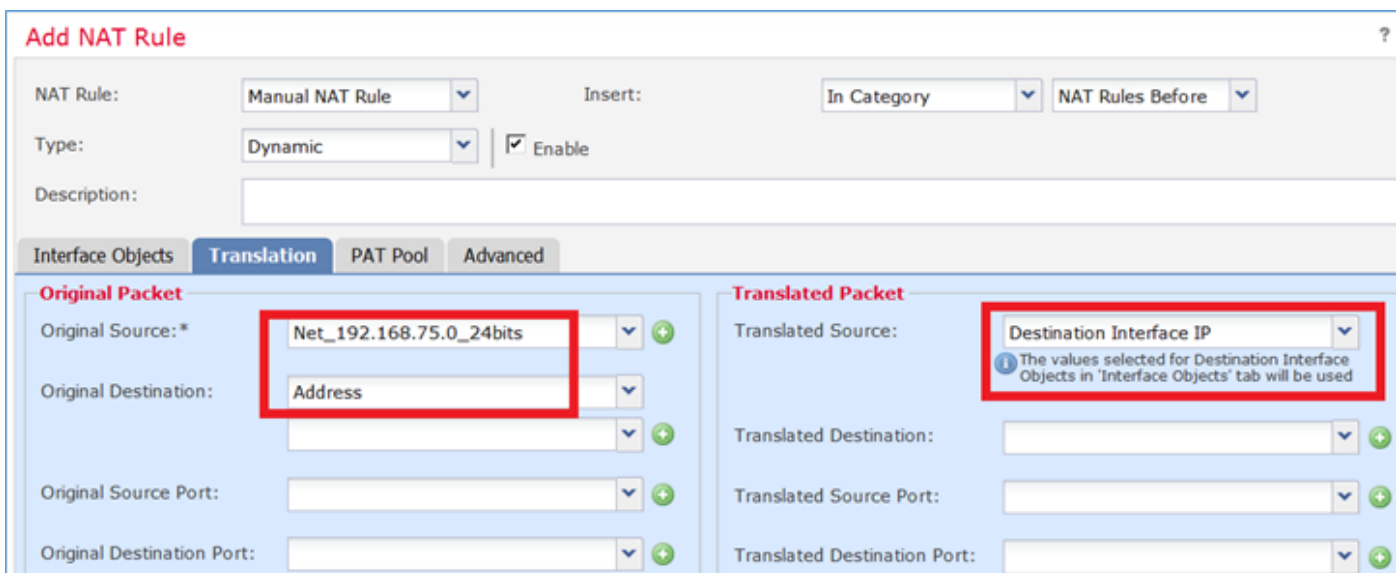 Add NAT Rule ?
NAT Rule: Manual NAT Rule Insert: In Category NAT Rules Before
Type: Dynamic Enable
Description:
Interface Objects Translation PAT Pool Advanced
Original Packet Translated Packet
Original Source:* Net_192.168.75.0_24bits Translated Source: Destination Interface IP
The values selected for Destination Interface
Objects in 'Interface Objects' tab will be used
Original Destination: Address
Translated Destination:
Original Source Port: Translated Source Port:
Original Destination Port: Translated Destination Port: